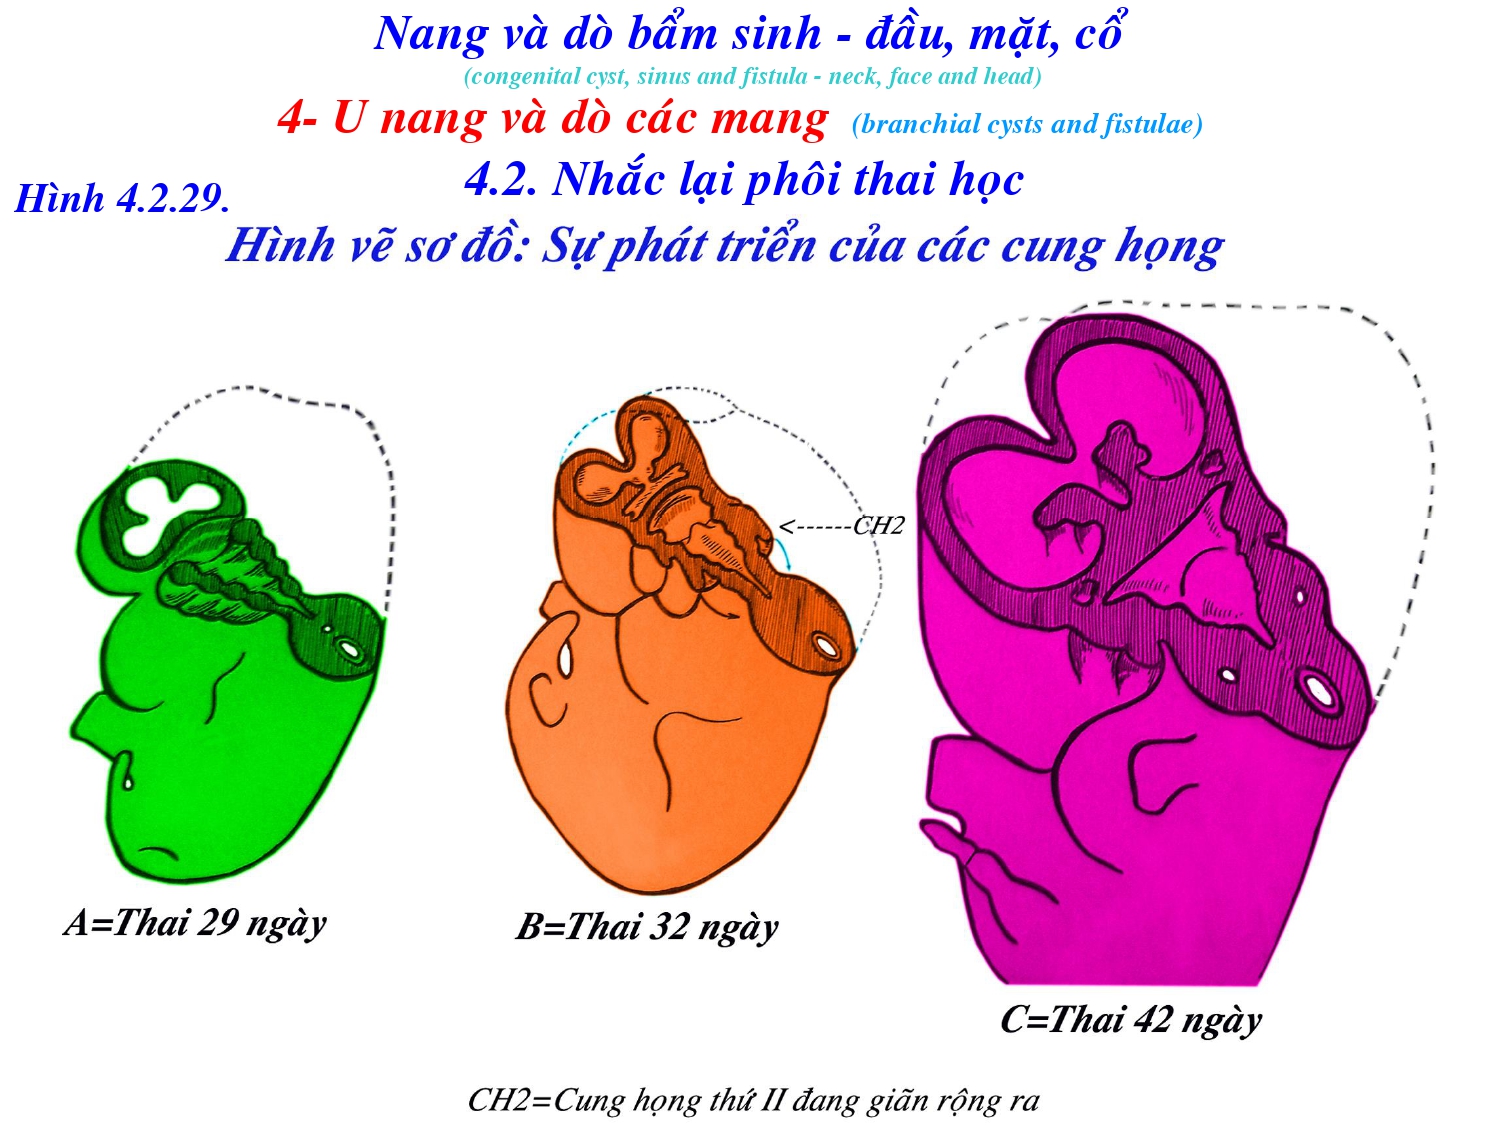 Nang và dò bẩm sinh - đầu, mặt, cổ
(congenital cyst, sinus and fistula - neck, face and head)
4- U nang và dò các mang (branchial cysts and fistulae)
4.2. Nhắc lại phôi thai học
Hình 4.2.29.
Hình vẽ sơ đồ: Sự phát triển của các cung họng
<------CH2
A=Thai 29 ngày
B=Thai 32 ngày
C=Thai 42 ngày
CH2=Cung họng thứ II đang giãn rộng ra